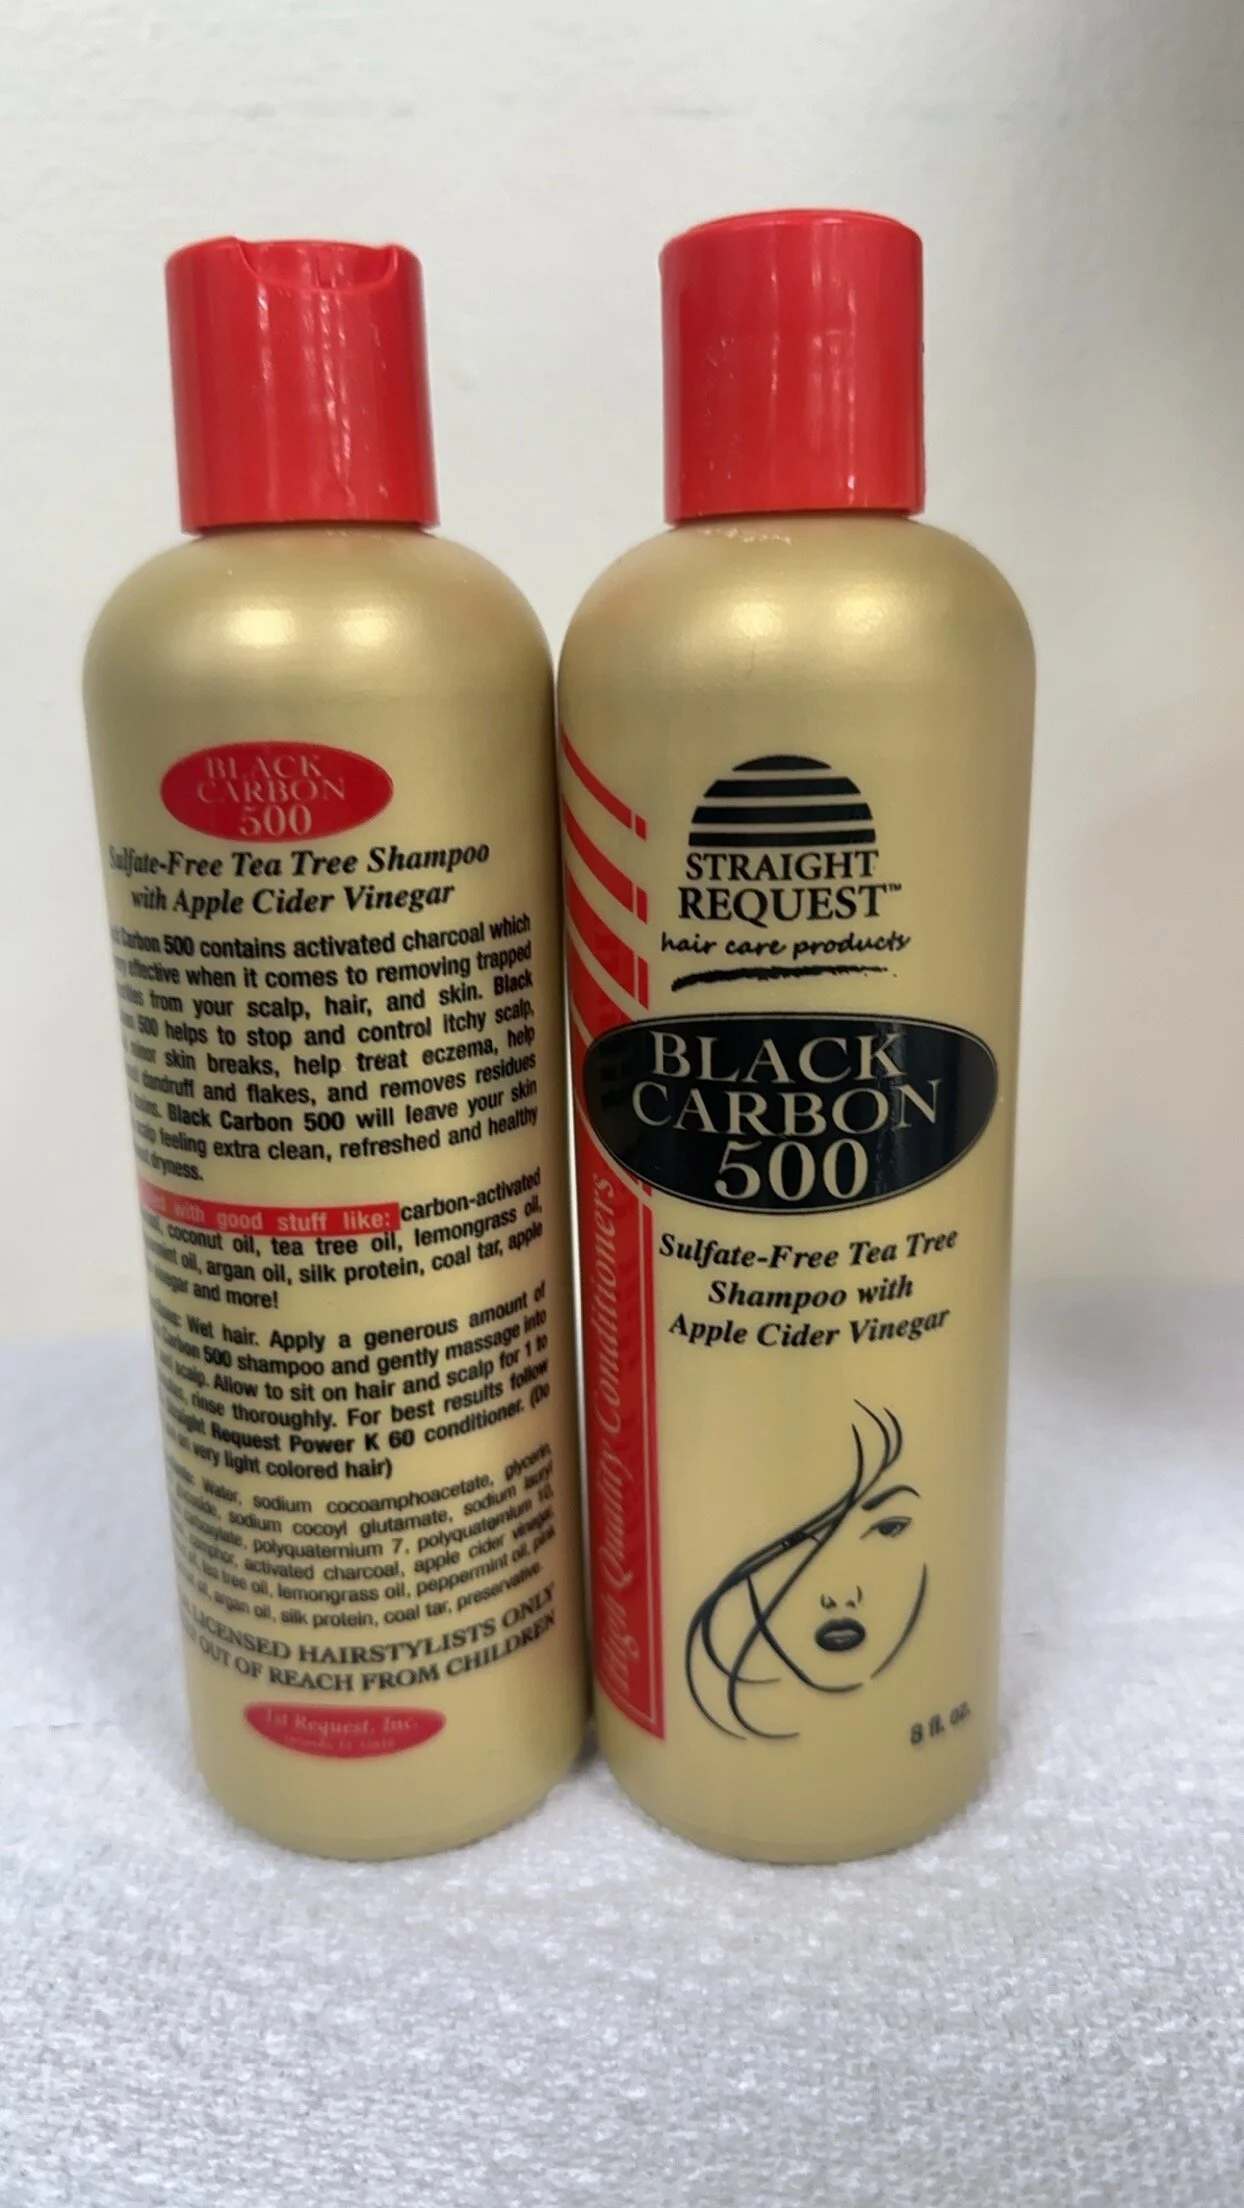 BLACK
CARBON
500
Sulfate-Free Tea Tree Shampoo
with Apple Cider Vinegar
Carbon 500 contains activated charcoal which
effective when it comes to removing trapped
from your scalp, hair, and skin. Black
500 helps to stop and control itchy scalp,
minor skin breaks, help treat eczema, help
dandruff and flakes, and removes residues
Black Carbon 500 will leave your skin
feeling extra clean, refreshed and healthy
dryness.
with good stuff like: carbon-activated
coconut oil, tea tree oil, lemongrass oil,
oil, argan oil, silk protein, coal tar, apple
vinegar and more!
Wet hair. Apply a generous amount of
Carbon 500 shampoo and gently massage into
scalp. Allow to sit on hair and scalp for 1 to
rinse thoroughly. For best results follow
Request Power K 60 conditioner. (Do
very light colored hair)
Water, sodium cocoamphoacetate, glycerin,
sodium cocoyl glutamate, sodium lauryl
polyquaternium 7, polyquaternium 10,
camphor, activated charcoal, apple cider vinegar,
tea tree oil, lemongrass oil, peppermint oil, pink
argan oil, silk protein, coal tar, preservative.
LICENSED HAIRSTYLISTS ONLY
OUT OF REACH FROM CHILDREN
1st Request, Inc.
STRAIGHT
REQUEST™
hair care products
BLACK
CARBON
500
High Quality Conditioners
Sulfate-Free Tea Tree
Shampoo with
Apple Cider Vinegar
8 fl. oz.